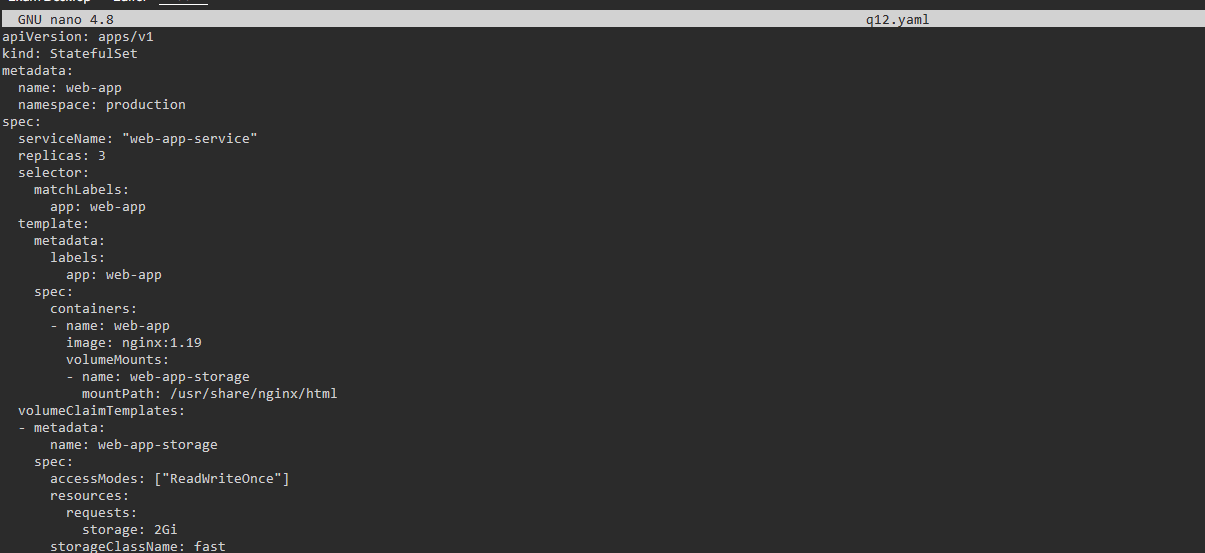 GNU nano 4.8 q12.yaml
apiVersion: apps/v1
kind: StatefulSet
metadata:
  name: web-app
  namespace: production
spec:
  serviceName: "web-app-service"
  replicas: 3
  selector:
    matchLabels:
      app: web-app
  template:
    metadata:
      labels:
        app: web-app
    spec:
      containers:
      - name: web-app
        image: nginx:1.19
        volumeMounts:
        - name: web-app-storage
          mountPath: /usr/share/nginx/html
  volumeClaimTemplates:
  - metadata:
      name: web-app-storage
    spec:
      accessModes: ["ReadWriteOnce"]
      resources:
        requests:
          storage: 2Gi
      storageClassName: fast